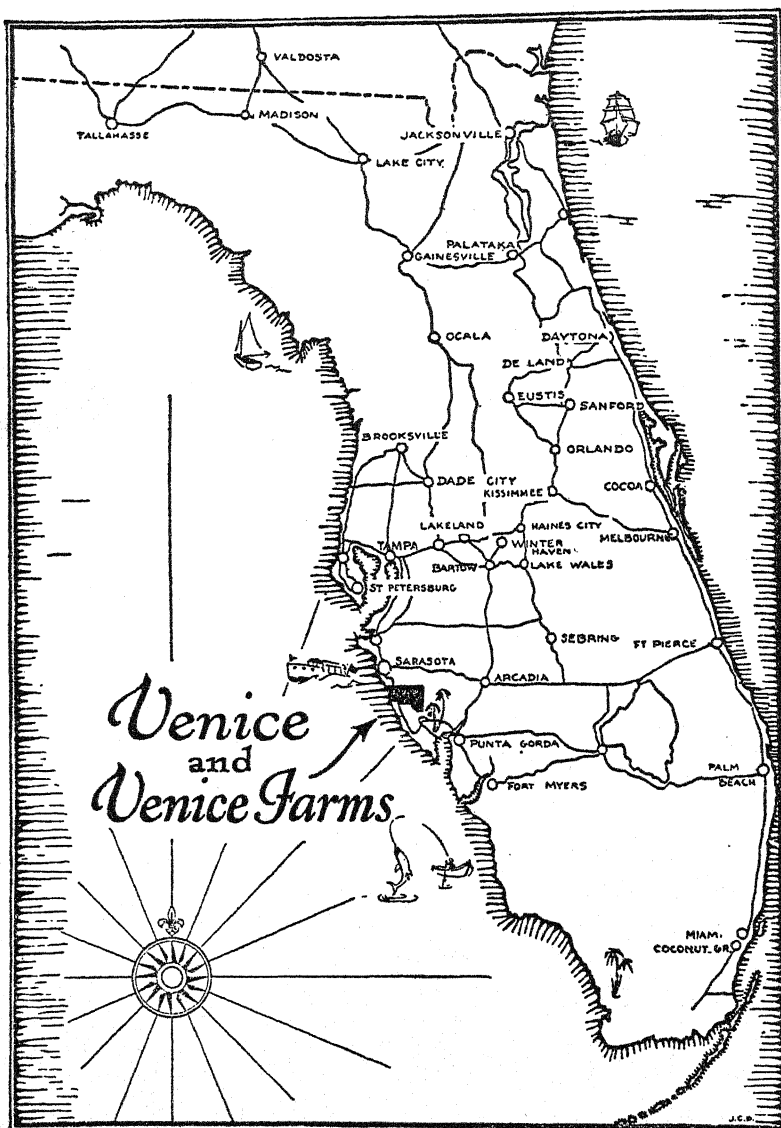 VALDOSTA
MADISON
TALLAHASSE
JACKSONVILLE
LAKE CITY
PALATAKA
GAINESVILLE
OCALA
DAYTONA
DE LAND
EUSTIS
SANFORD
BROOKSVILLE
ORLANDO
DADE CITY
KISSIMMEE
COCOA
LAKELAND
HAINES CITY
MELBOURNE
TAMPA
WINTER
HAVEN
BARTOW
LAKE WALES
ST PETERSBURG
SEBRING
FT PIERCE
SARASOTA
ARCADIA
Venice
and
Venice Farms
PUNTA GORDA
PALM
BEACH
FORT MYERS
MIAMI
COCONUT GR.
J.C.D.